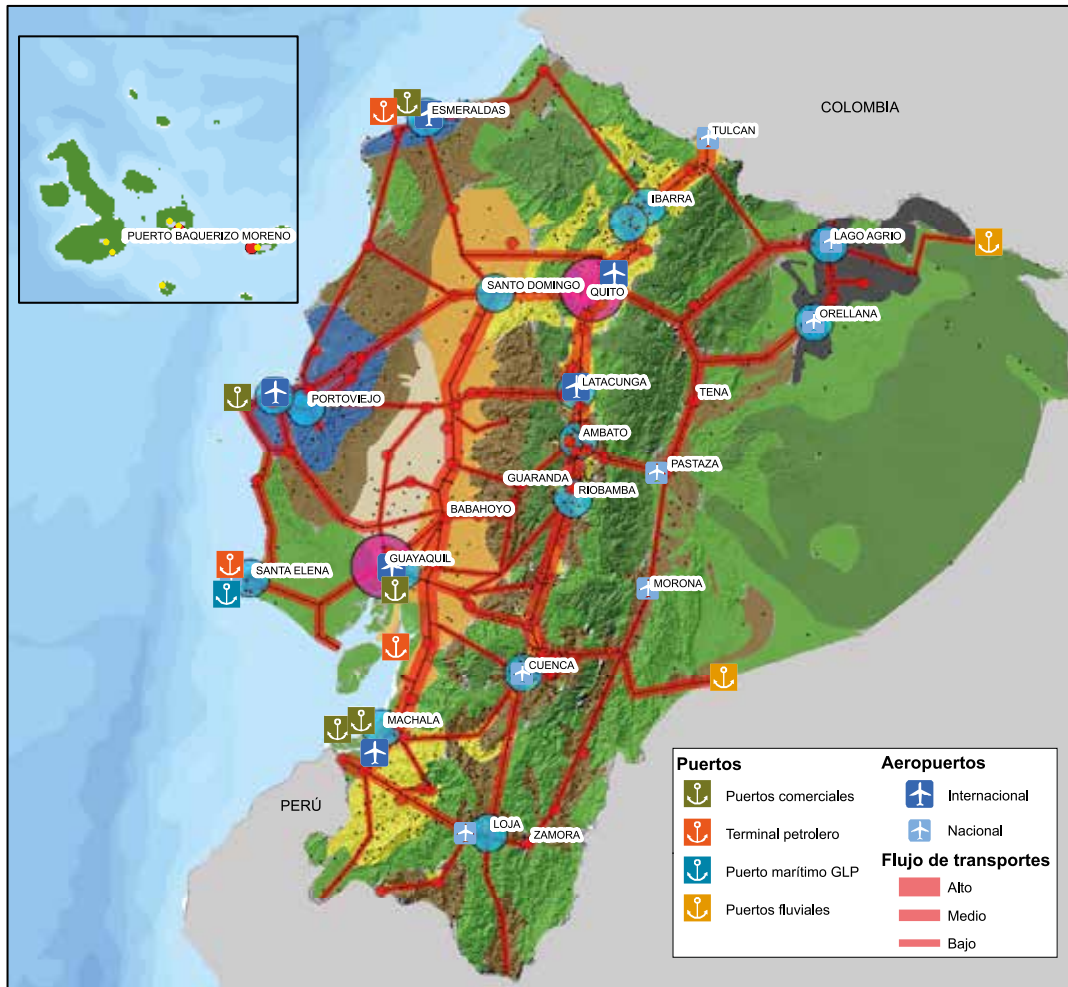 COLOMBIA
ESMERALDAS
TULCAN
IBARRA
PUERTO BAQUERIZO MORENO
LAGO AGRIO
SANTO DOMINGO
QUITO
ORELLANA
LATACUNGA
TENA
PORTOVIEJO
AMBATO
PASTAZA
GUARANDA
RIOBAMBA
BABAHOYO
GUAYAQUIL
SANTA ELENA
MORONA
CUENCA
MACHALA
PERÚ
LOJA
ZAMORA
Puertos
Puertos comerciales
Terminal petrolero
Puerto marítimo GLP
Puertos fluviales
Aeropuertos
Internacional
Nacional
Flujo de transportes
Alto
Medio
Bajo